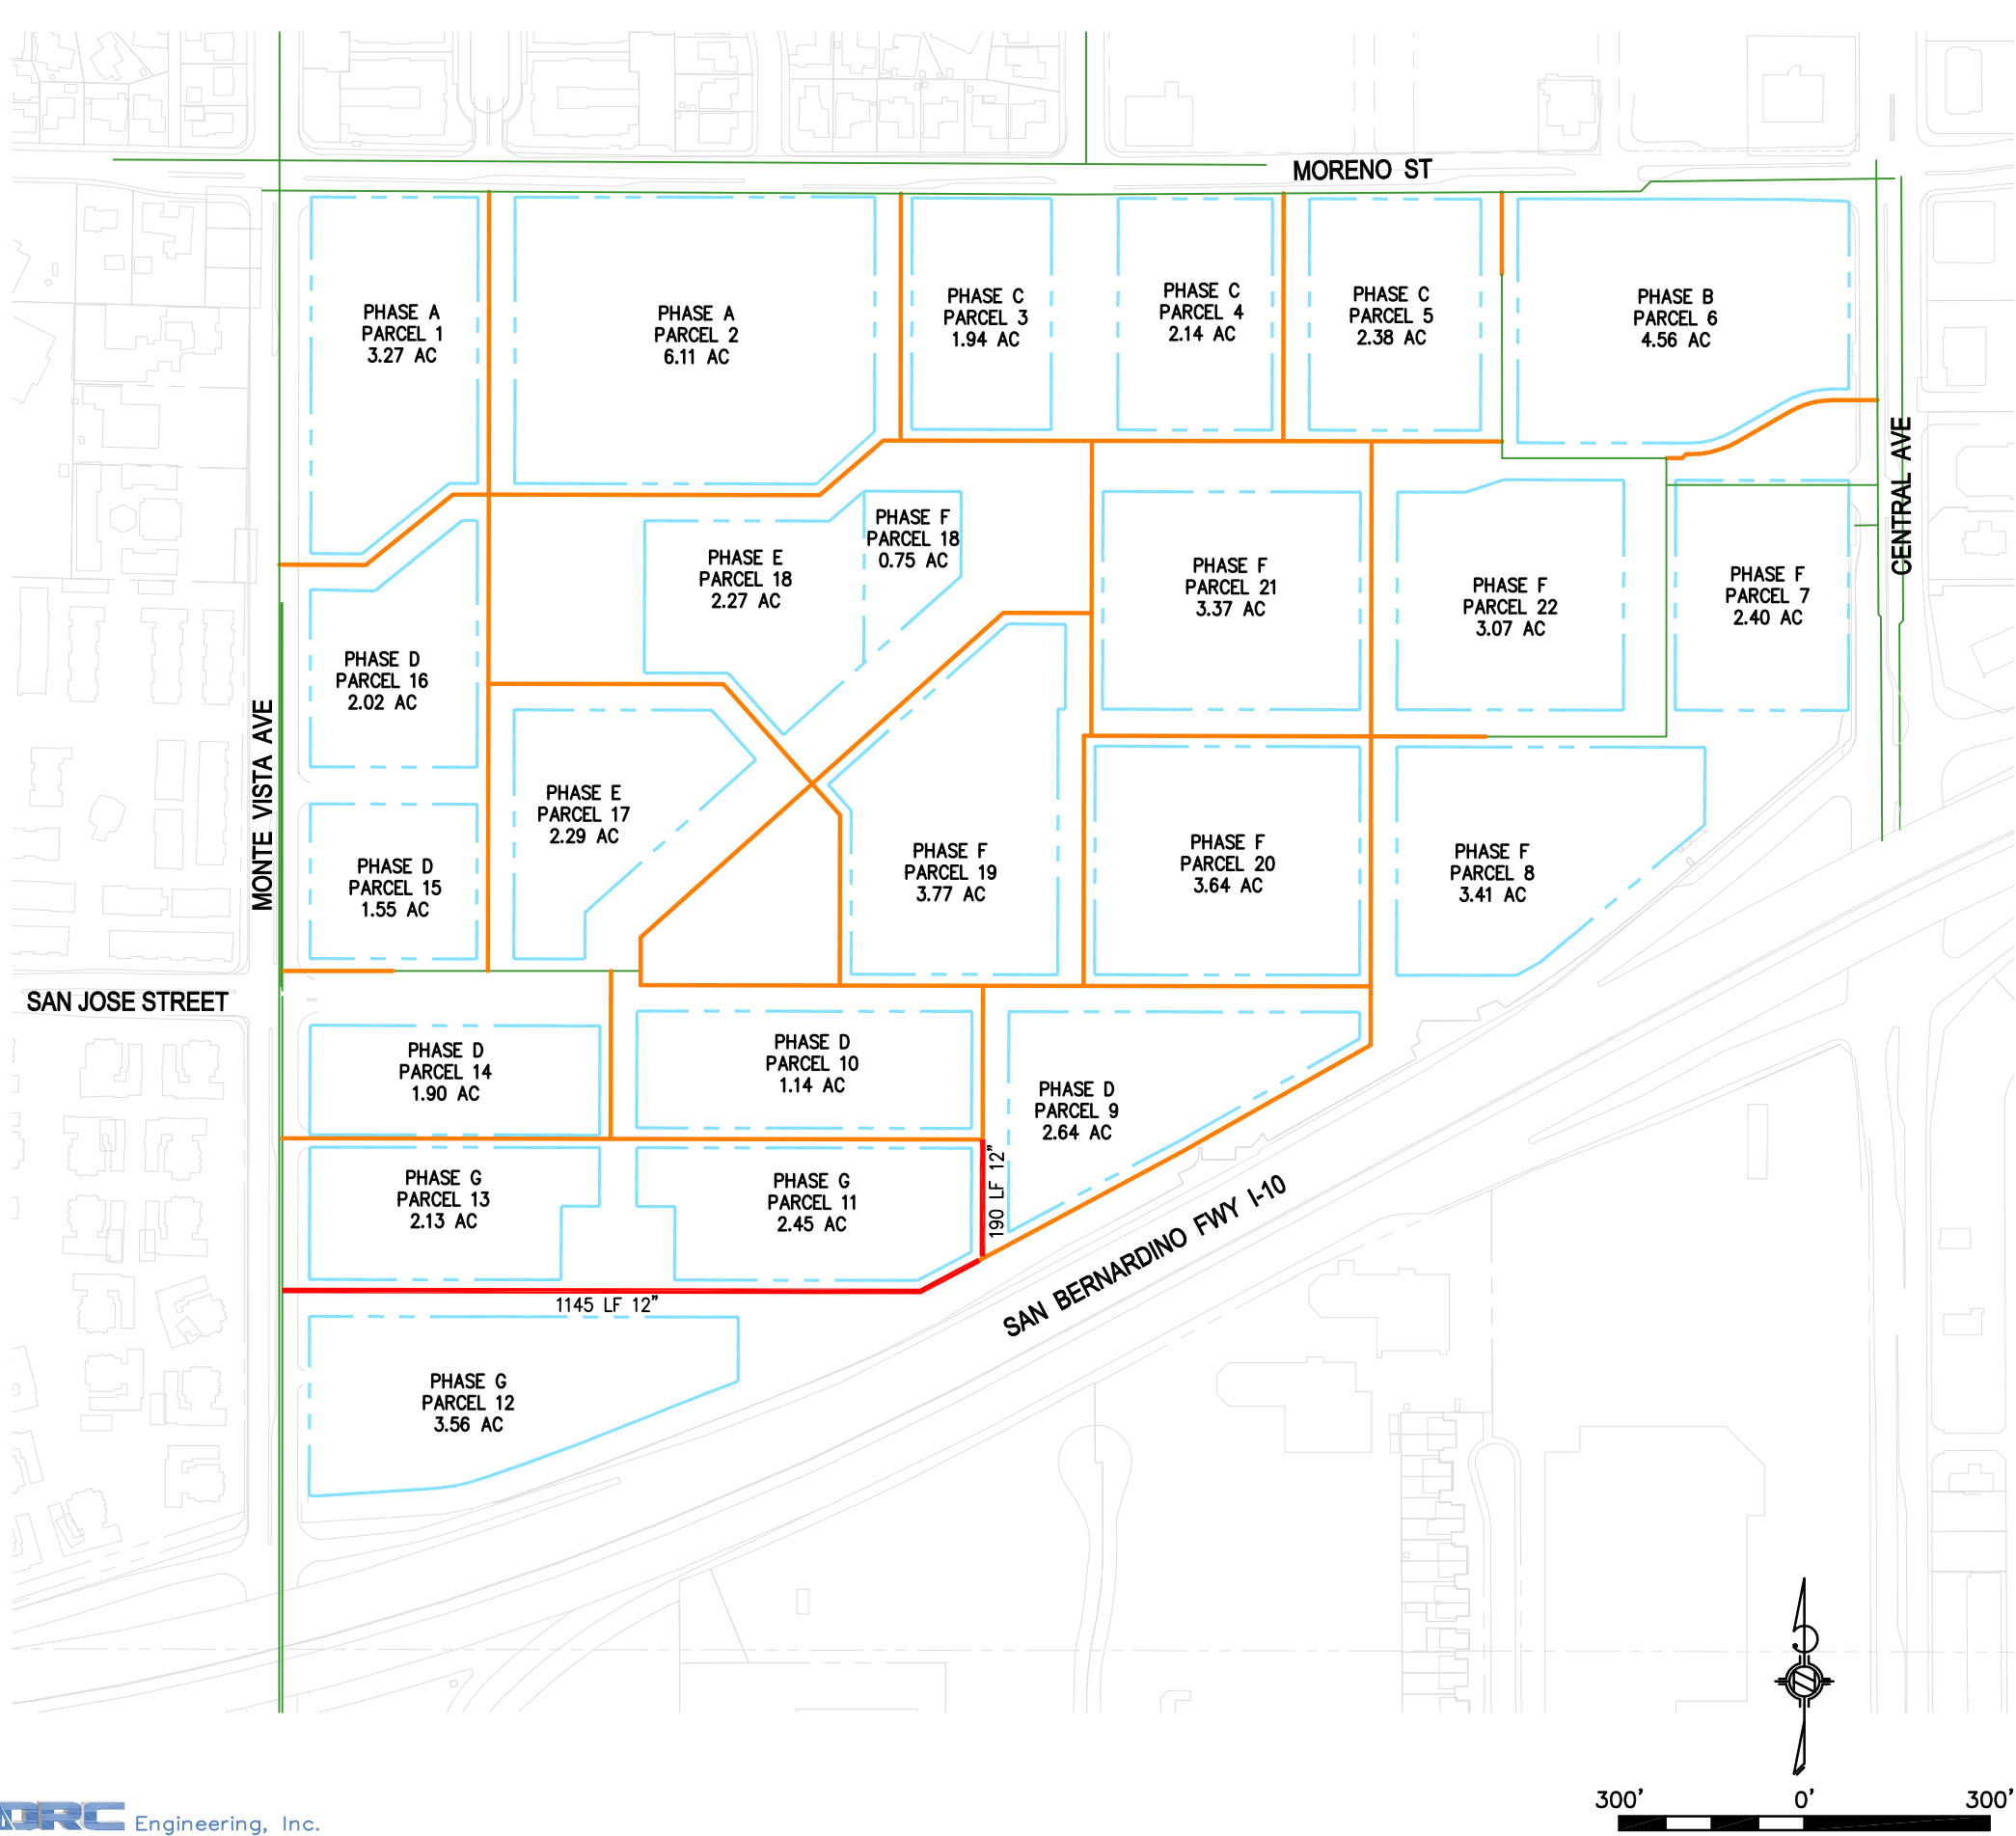 MORENO ST
PHASE A
PARCEL 1
3.27 AC
PHASE A
PARCEL 2
6.11 AC
PHASE C
PARCEL 3
1.94 AC
PHASE C
PARCEL 4
2.14 AC
PHASE C
PARCEL 5
2.38 AC
PHASE B
PARCEL 6
4.56 AC
CENTRAL AVE
PHASE F
PARCEL 18
0.75 AC
PHASE E
PARCEL 18
2.27 AC
PHASE F
PARCEL 21
3.37 AC
PHASE F
PARCEL 22
3.07 AC
PHASE F
PARCEL 7
2.40 AC
PHASE D
PARCEL 16
2.02 AC
MONTE VISTA AVE
PHASE E
PARCEL 17
2.29 AC
PHASE D
PARCEL 15
1.55 AC
PHASE F
PARCEL 19
3.77 AC
PHASE F
PARCEL 20
3.64 AC
PHASE F
PARCEL 8
3.41 AC
SAN JOSE STREET
PHASE D
PARCEL 14
1.90 AC
PHASE D
PARCEL 10
1.14 AC
PHASE D
PARCEL 9
2.64 AC
PHASE G
PARCEL 13
2.13 AC
PHASE G
PARCEL 11
2.45 AC
190 LF 12"
SAN BERNARDINO FWY I-10
1145 LF 12"
PHASE G
PARCEL 12
3.56 AC
300' 0' 300'
DRC Engineering, Inc.